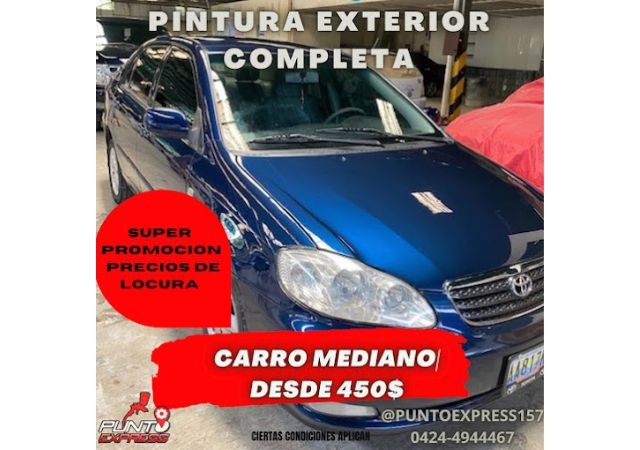 PINTURA EXTERIOR
COMPLETA
SUPER
PROMOCION
PRECIOS DE
LOCURA
CARRO MEDIANO
DESDE 450$
PUNTO
EXPRESS
CIERTAS CONDICIONES APLICAN
@PUNTOEXPRESS157
0424-4944467